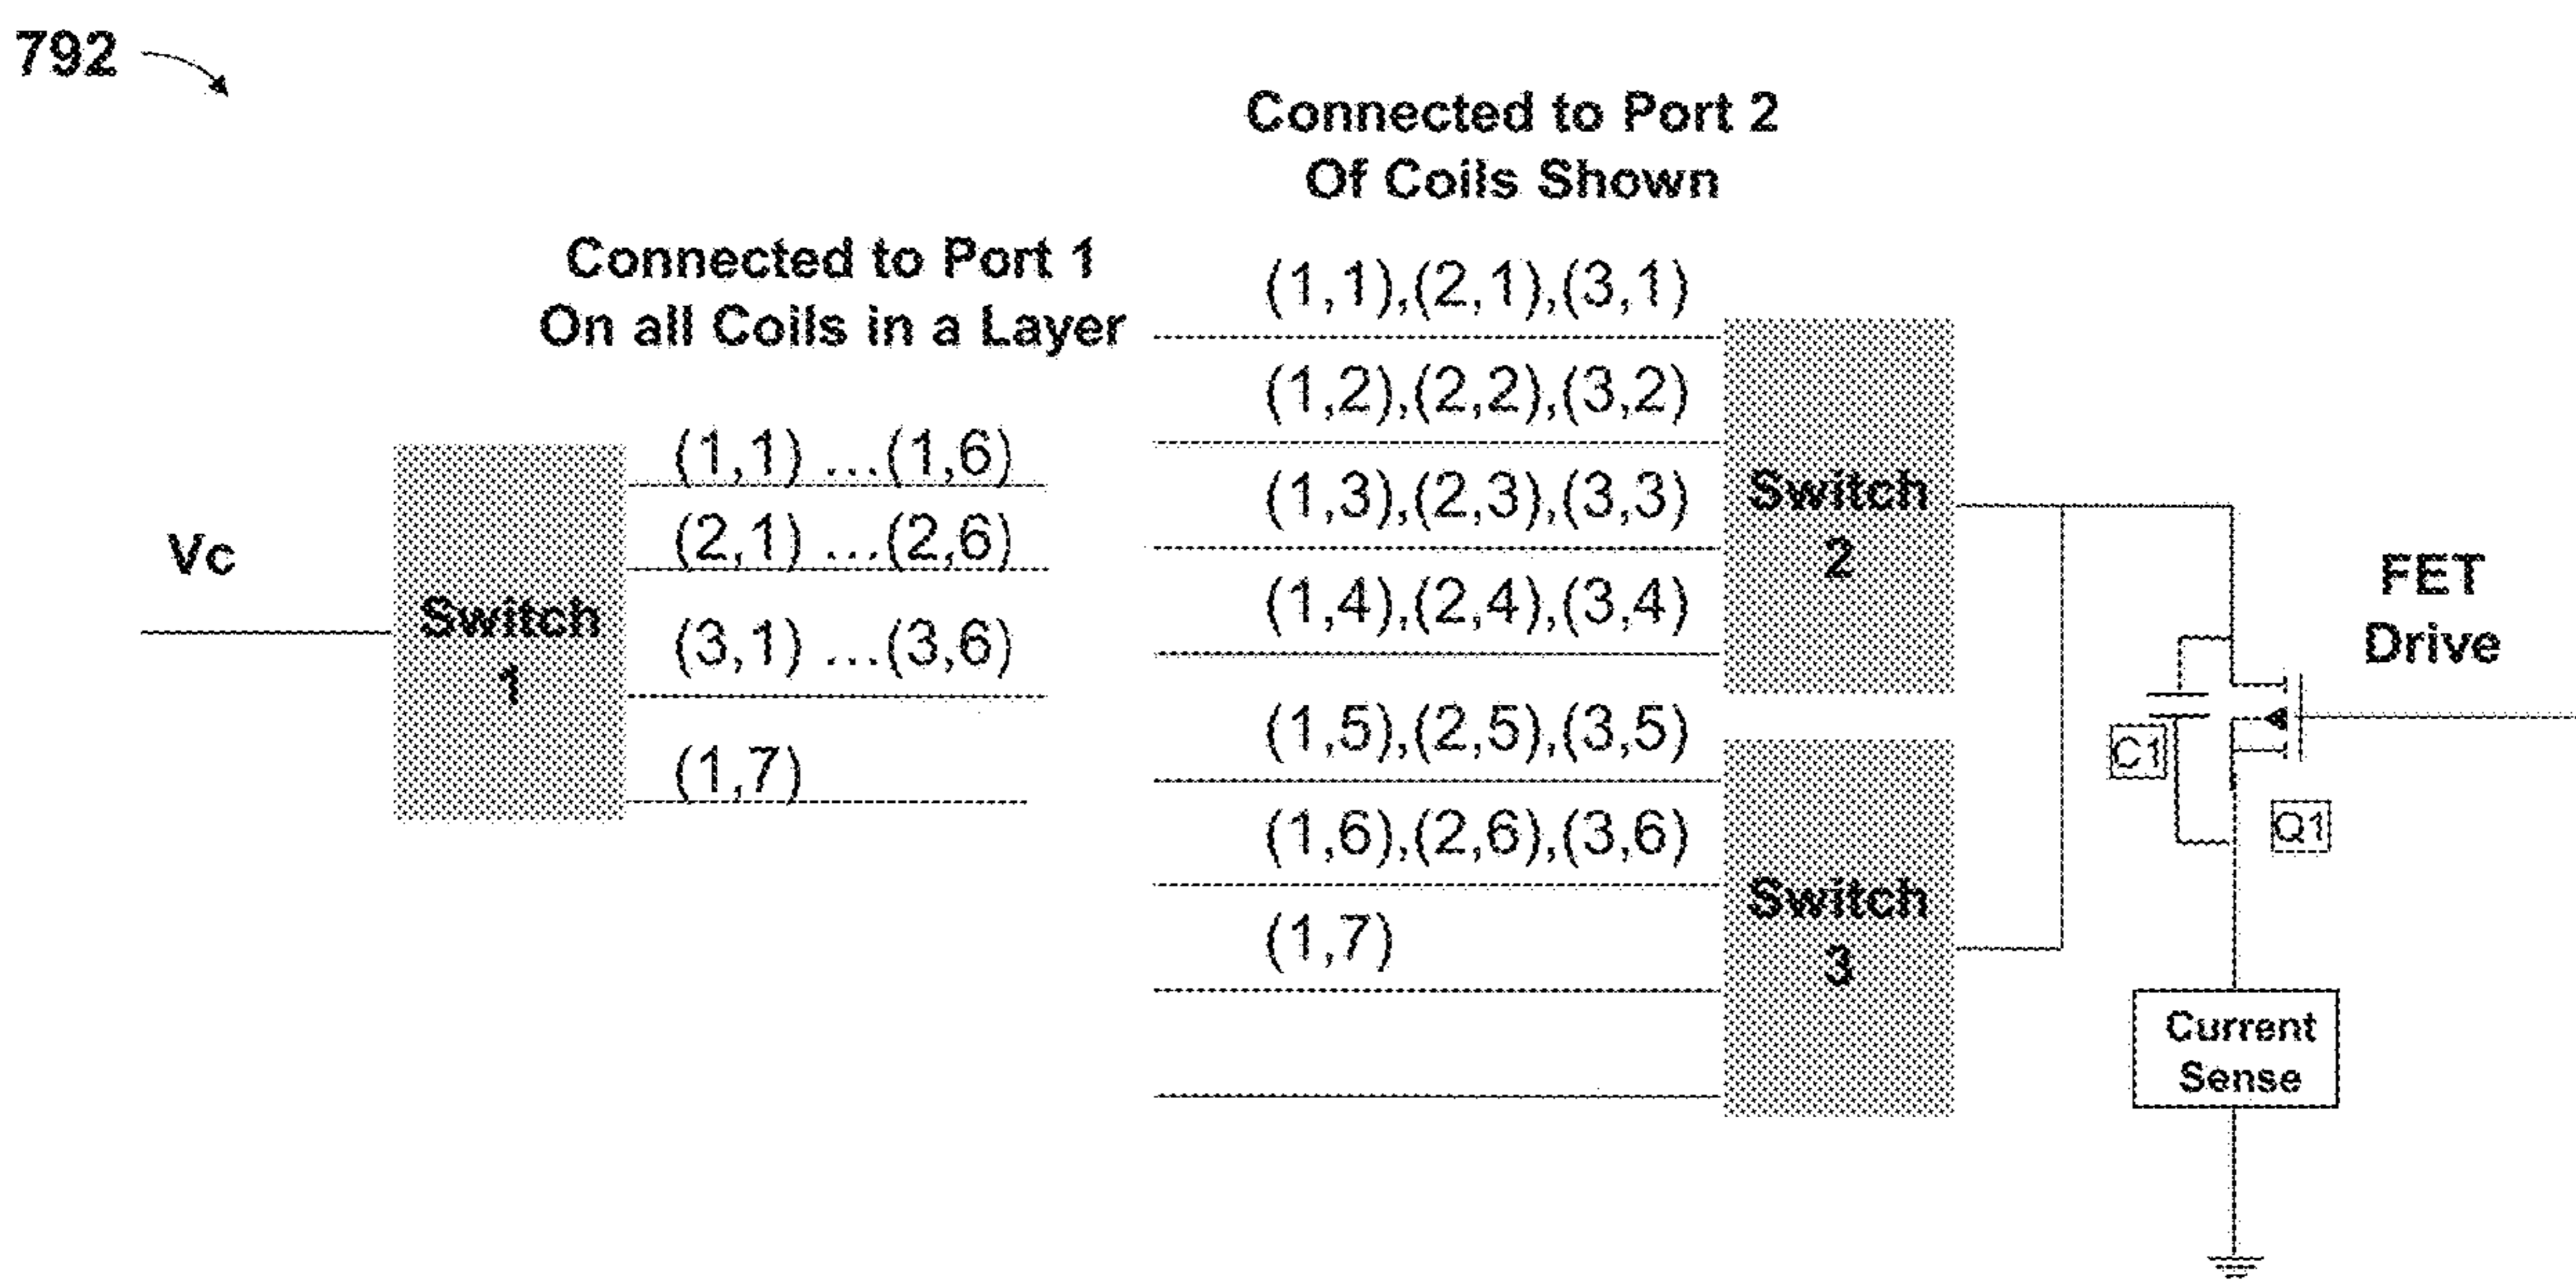 792
Connected to Port 2
Of Coils Shown
Connected to Port 1
On all Coils in a Layer
(1,1),(2,1),(3,1)
(1,2),(2,2),(3,2)
(1,3),(2,3),(3,3)
(1,4),(2,4),(3,4)
(1,5),(2,5),(3,5)
(1,6),(2,6),(3,6)
(1,7)
(1,1) ...(1,6)
(2,1) ...(2,6)
(3,1) ...(3,6)
(1,7)
Vc
Switch
1
Switch
2
Switch
3
FET
Drive
C1
Q1
Current
Sense